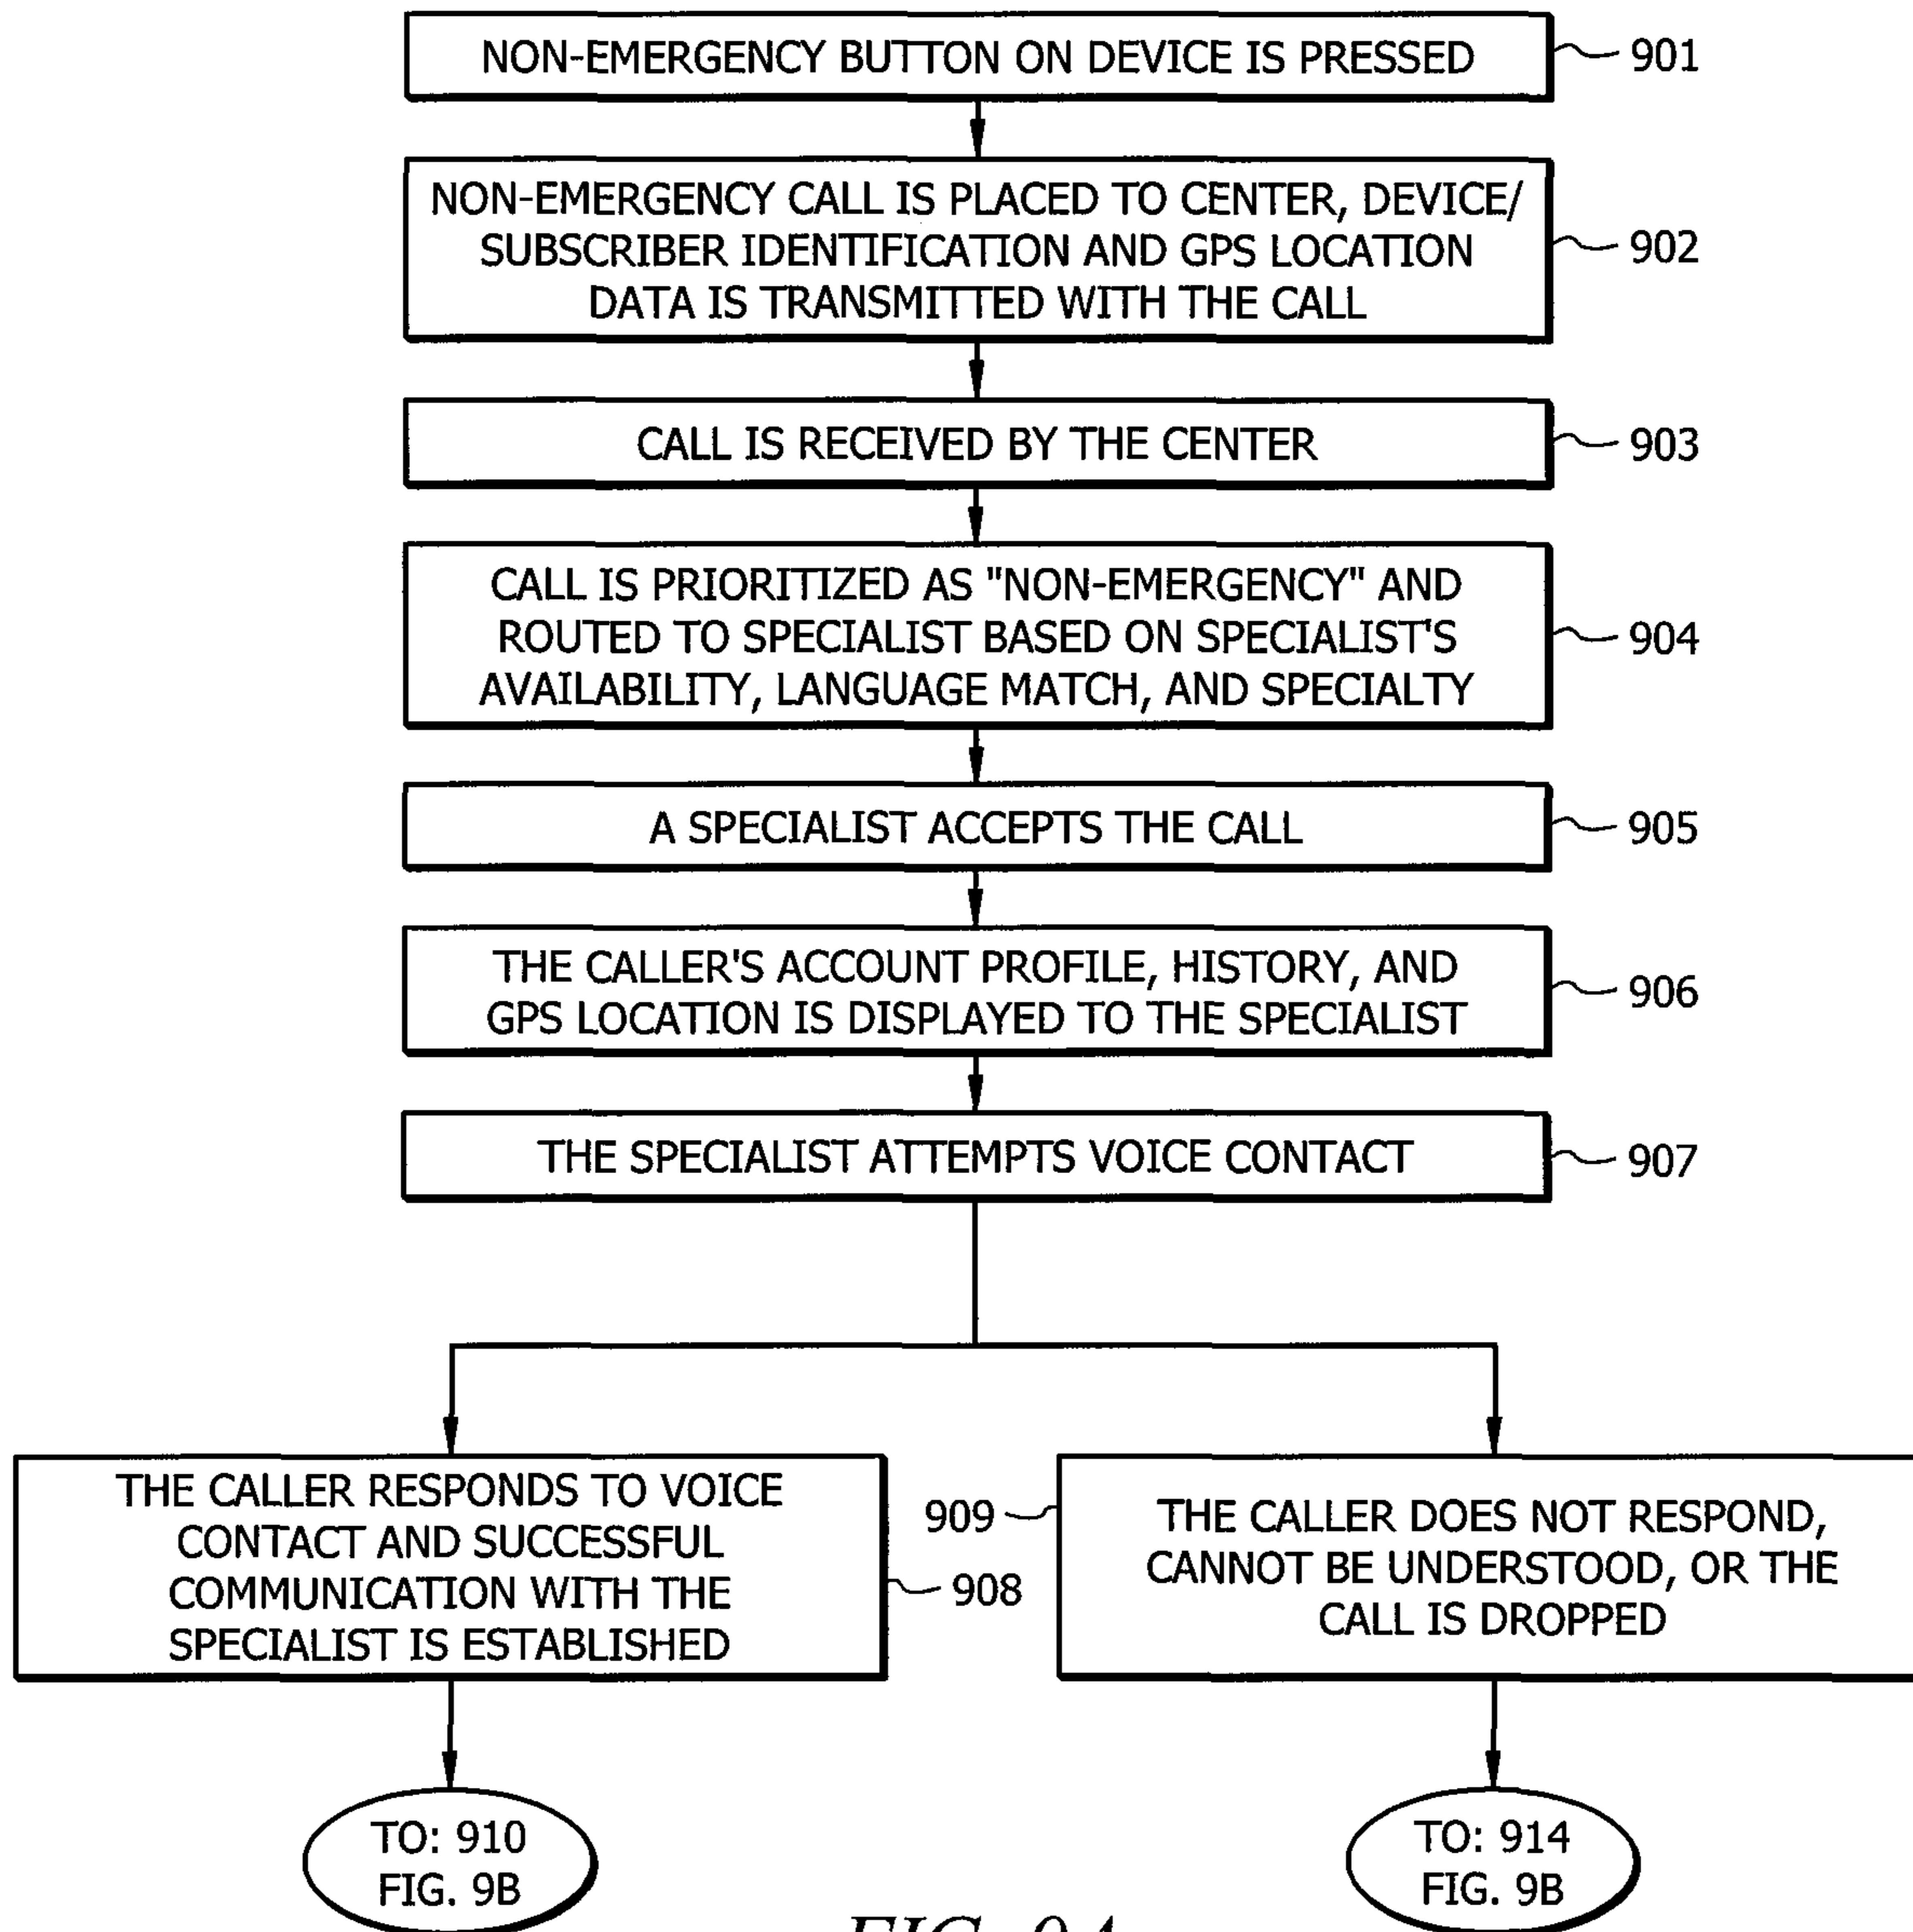 NON-EMERGENCY BUTTON ON DEVICE IS PRESSED
901
NON-EMERGENCY CALL IS PLACED TO CENTER, DEVICE/
SUBSCRIBER IDENTIFICATION AND GPS LOCATION
DATA IS TRANSMITTED WITH THE CALL
902
CALL IS RECEIVED BY THE CENTER
903
CALL IS PRIORITIZED AS "NON-EMERGENCY" AND
ROUTED TO SPECIALIST BASED ON SPECIALIST'S
AVAILABILITY, LANGUAGE MATCH, AND SPECIALTY
904
A SPECIALIST ACCEPTS THE CALL
905
THE CALLER'S ACCOUNT PROFILE, HISTORY, AND
GPS LOCATION IS DISPLAYED TO THE SPECIALIST
906
THE SPECIALIST ATTEMPTS VOICE CONTACT
907
THE CALLER RESPONDS TO VOICE
CONTACT AND SUCCESSFUL
COMMUNICATION WITH THE
SPECIALIST IS ESTABLISHED
908
909
THE CALLER DOES NOT RESPOND,
CANNOT BE UNDERSTOOD, OR THE
CALL IS DROPPED
TO: 910
FIG. 9B
TO: 914
FIG. 9B
FIG. 9A